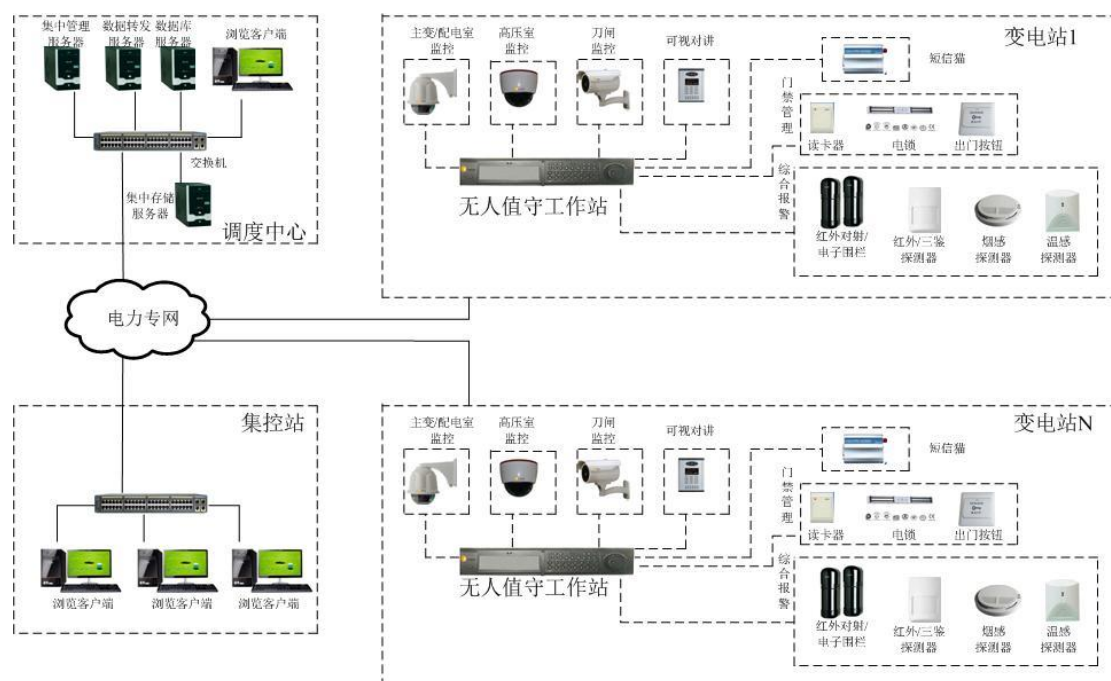 集中管理
服务器
数据转发
服务器
数据库
服务器
浏览客户端
交换机
集中存储
服务器
调度中心
电力专网
集控站
浏览客户端
浏览客户端
浏览客户端
变电站1
主变/配电室
监控
高压室
监控
刀闸
监控
可视对讲
短信猫
门禁管理
读卡器
电锁
出门按钮
综合报警
无人值守工作站
红外对射/
电子围栏
红外/三鉴
探测器
烟感
探测器
温感
探测器
变电站N
主变/配电室
监控
高压室
监控
刀闸
监控
可视对讲
短信猫
门禁管理
读卡器
电锁
出门按钮
综合报警
无人值守工作站
红外对射/
电子围栏
红外/三鉴
探测器
烟感
探测器
温感
探测器